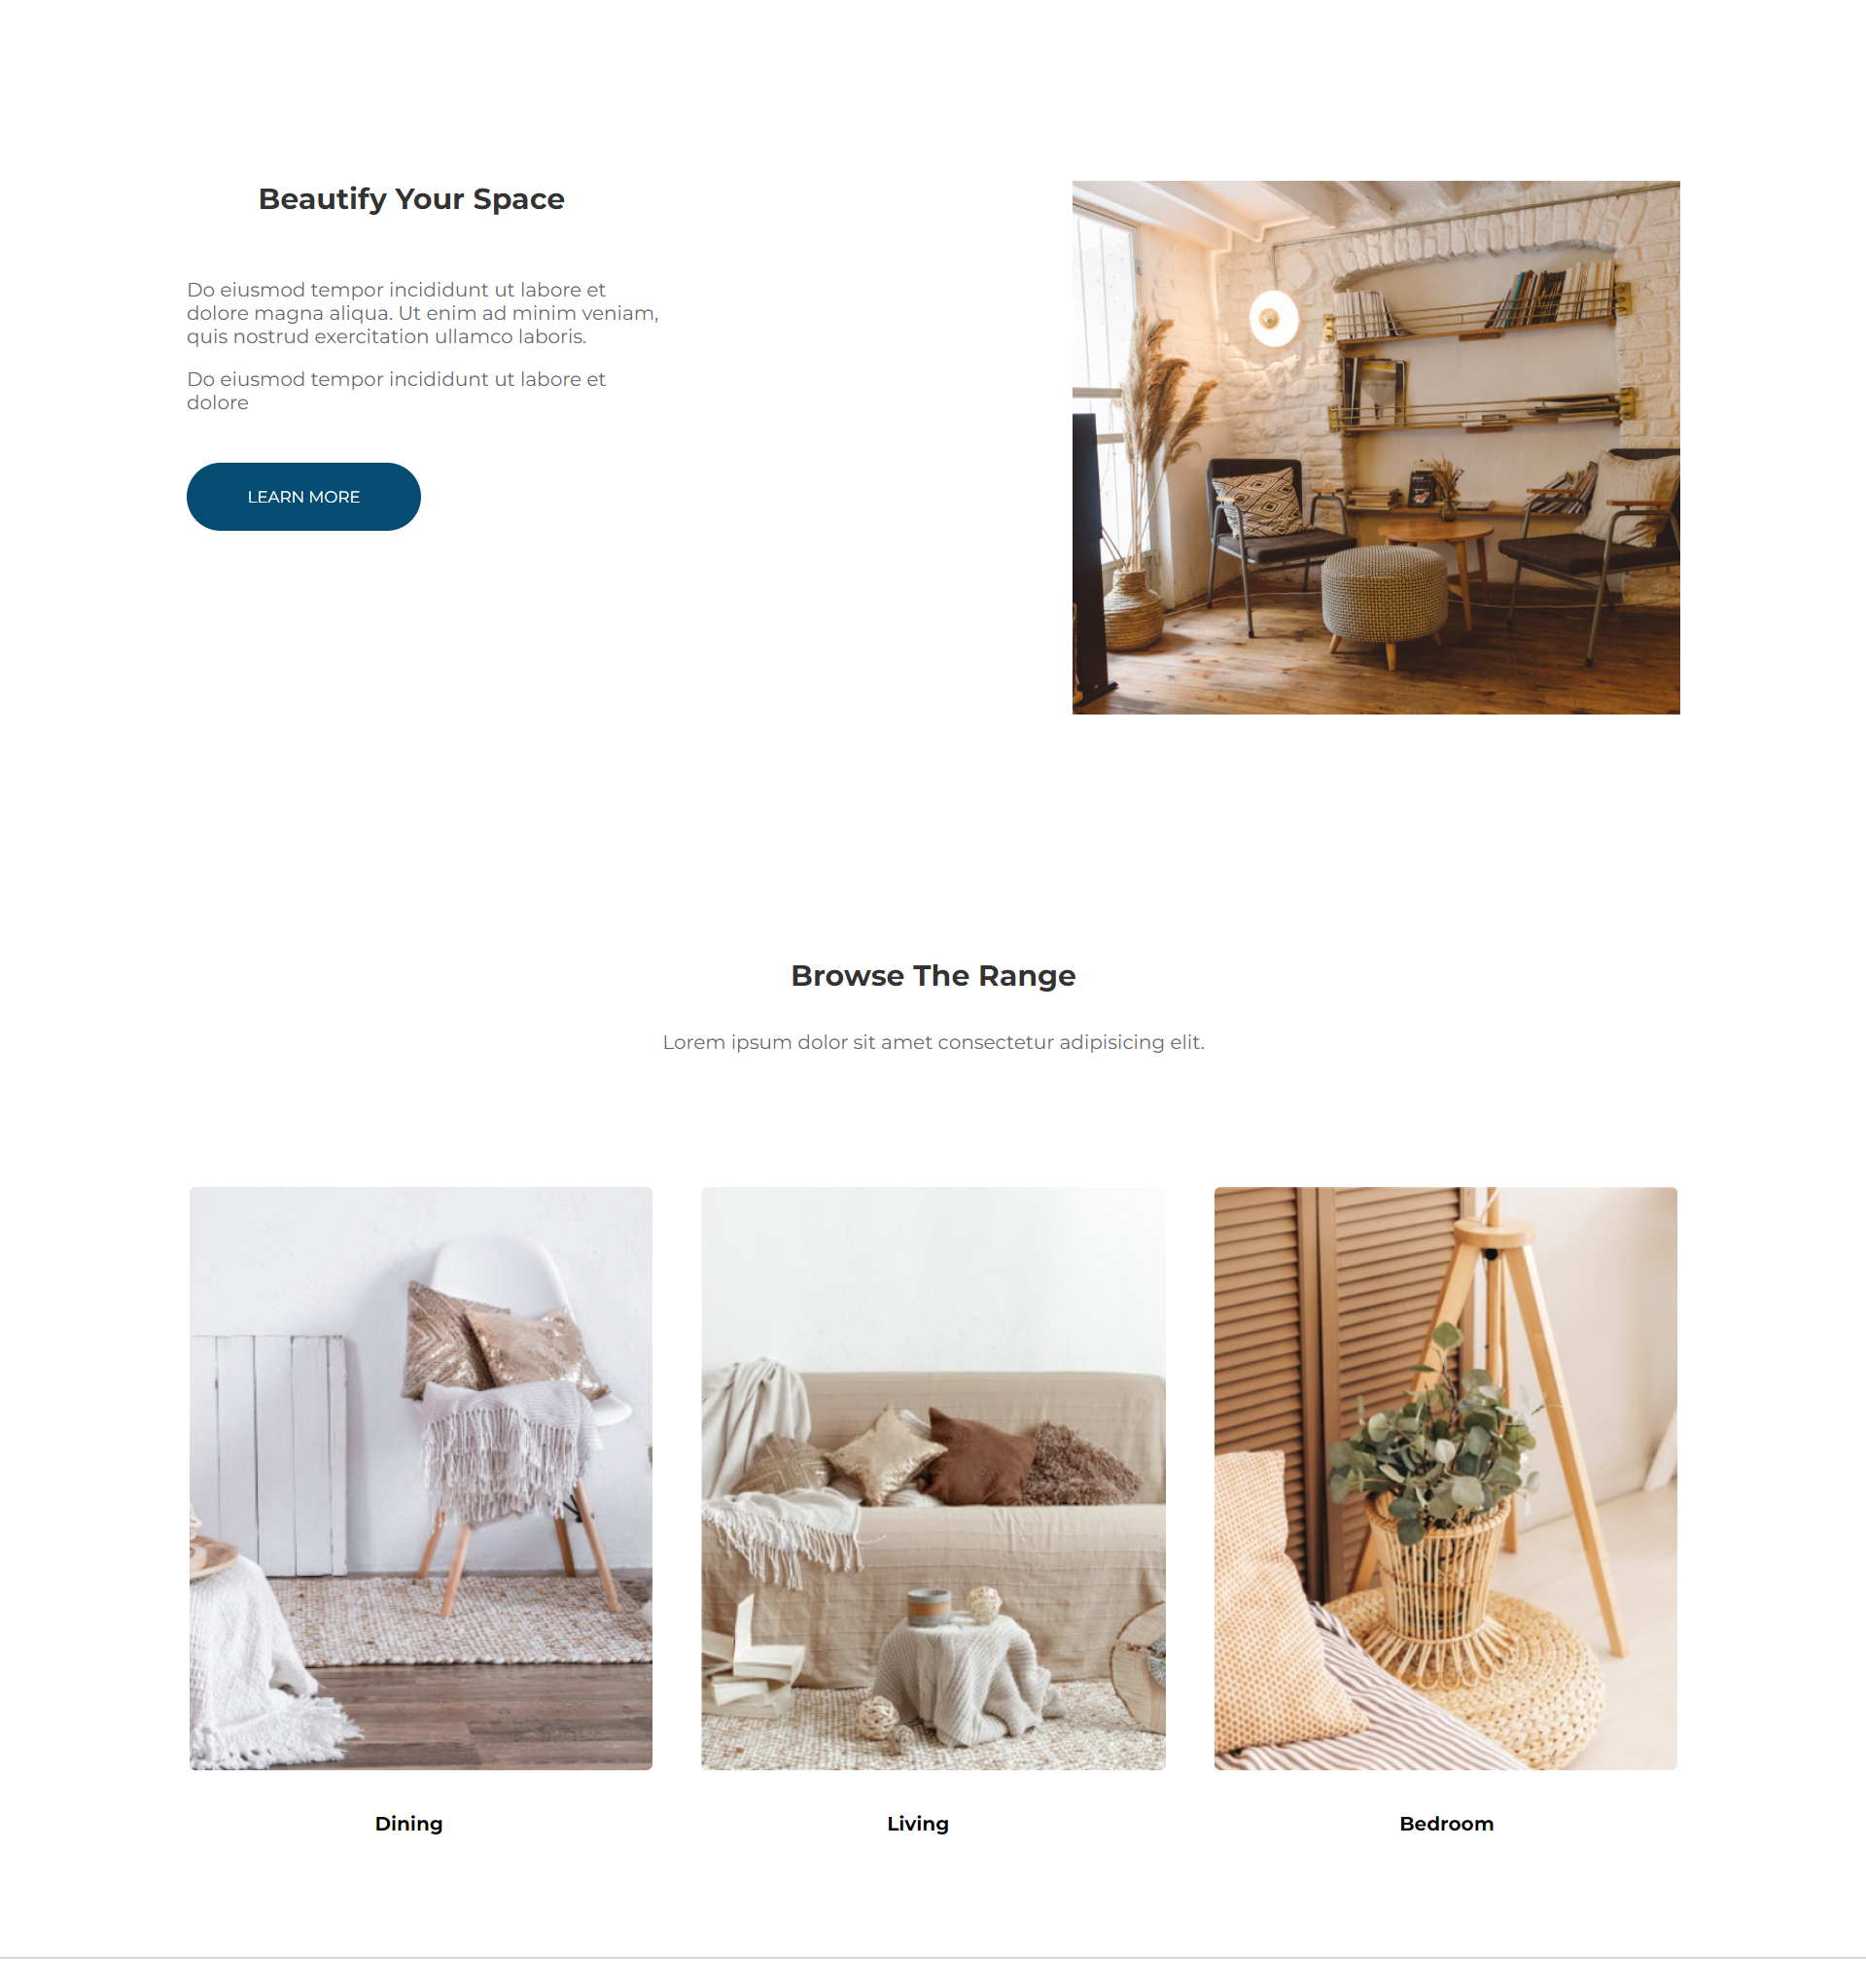 Beautify Your Space
Do eiusmod tempor incididunt ut labore et
dolore magna aliqua. Ut enim ad minim veniam,
quis nostrud exercitation ullamco laboris.
Do eiusmod tempor incididunt ut labore et
dolore
LEARN MORE
Browse The Range
Lorem ipsum dolor sit amet consectetur adipisicing elit.
Dining
Living
Bedroom